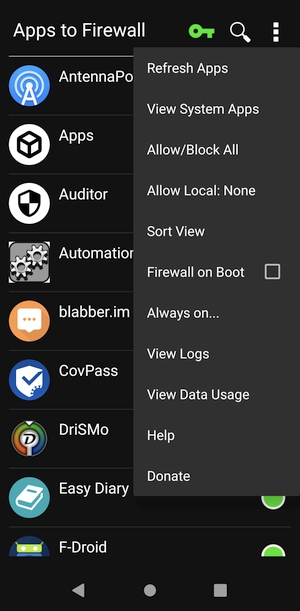 Apps to Firewall
AntennaPo
Apps
Auditor
Automation
blabber.im
CovPass
DriSMo
Easy Diary
F-Droid
Refresh Apps
View System Apps
Allow/Block All
Allow Local: None
Sort View
Firewall on Boot
Always on...
View Logs
View Data Usage
Help
Donate